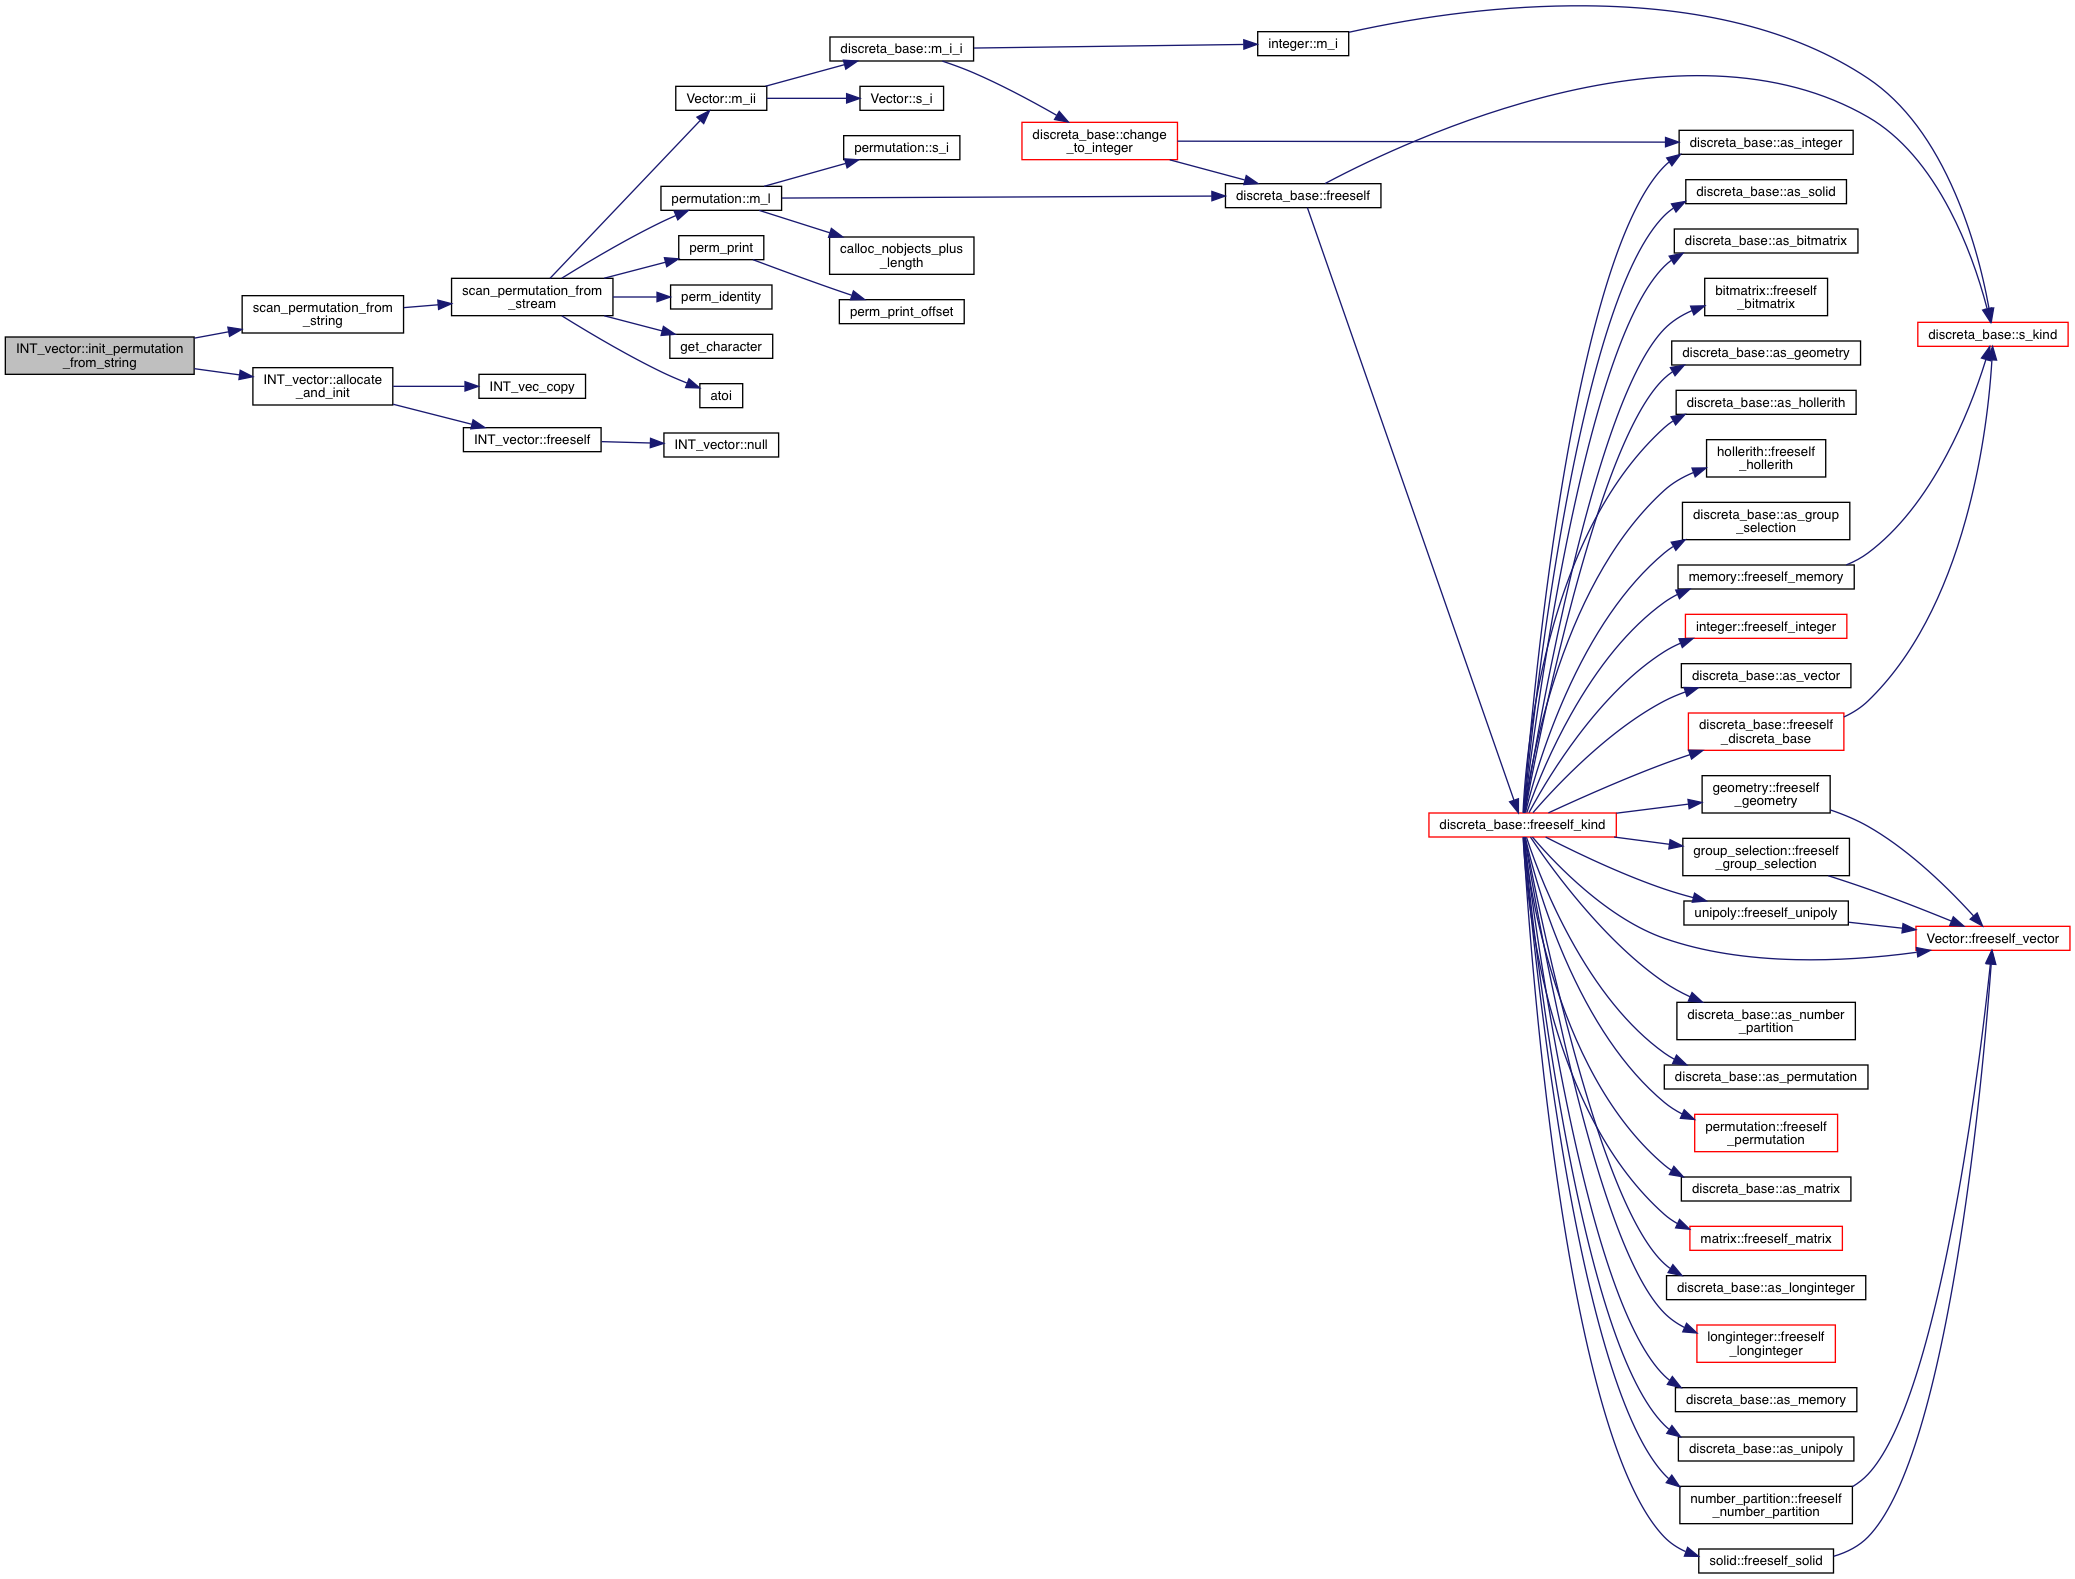 INT_vector::init_permutation
_from_string
scan_permutation_from
_string
INT_vector::allocate
_and_init
scan_permutation_from
_stream
INT_vec_copy
INT_vector::freeself
INT_vector::null
Vector::m_ii
permutation::m_l
perm_print
perm_identity
get_character
atoi
discreta_base::m_i_i
Vector::s_i
permutation::s_i
calloc_nobjects_plus
_length
perm_print_offset
discreta_base::change
_to_integer
integer::m_i
discreta_base::freeself
discreta_base::freeself_kind
discreta_base::as_integer
discreta_base::as_solid
discreta_base::as_bitmatrix
bitmatrix::freeself
_bitmatrix
discreta_base::as_geometry
discreta_base::as_hollerith
hollerith::freeself
_hollerith
discreta_base::as_group
_selection
memory::freeself_memory
integer::freeself_integer
discreta_base::as_vector
discreta_base::freeself
_discreta_base
geometry::freeself
_geometry
group_selection::freeself
_group_selection
unipoly::freeself_unipoly
discreta_base::as_number
_partition
discreta_base::as_permutation
permutation::freeself
_permutation
discreta_base::as_matrix
matrix::freeself_matrix
discreta_base::as_longinteger
longinteger::freeself
_longinteger
discreta_base::as_memory
discreta_base::as_unipoly
number_partition::freeself
_number_partition
solid::freeself_solid
discreta_base::s_kind
Vector::freeself_vector